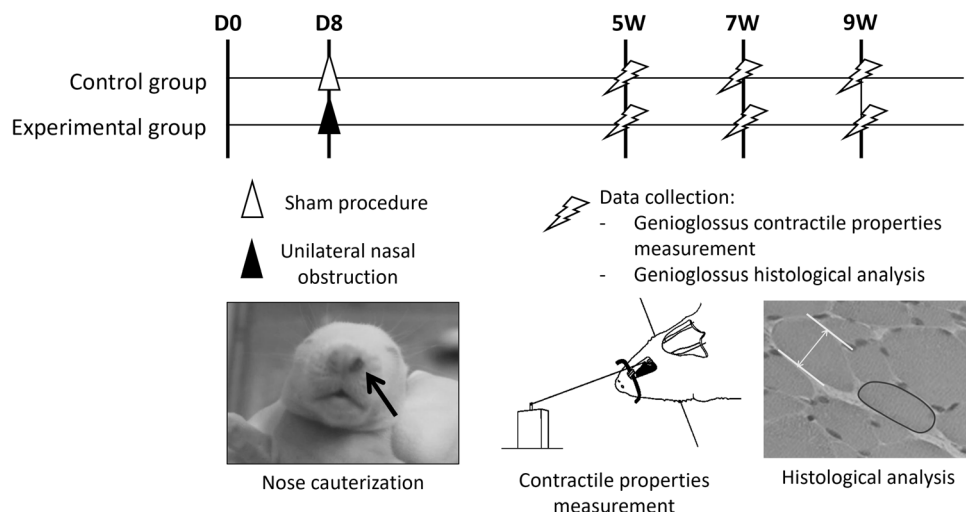 D0 D8 5W 7W 9W
Control group
Experimental group
Sham procedure
Unilateral nasal
obstruction
Data collection:
- Genioglossus contractile properties
measurement
- Genioglossus histological analysis
Nose cauterization
Contractile properties
measurement
Histological analysis